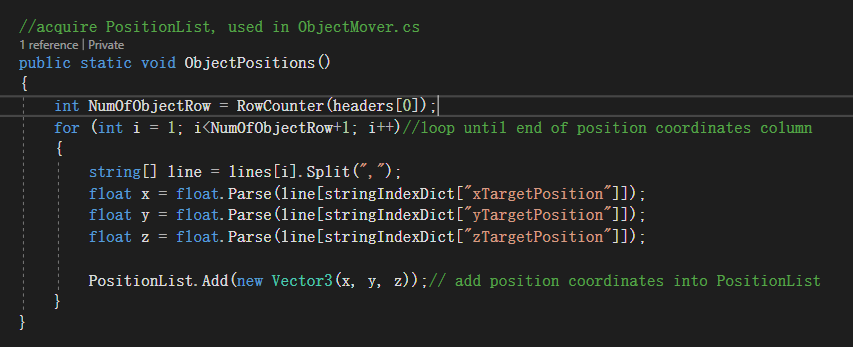 //acquire PositionList, used in ObjectMover.cs
1 reference | Private
public static void ObjectPositions()
{
int NumOfObjectRow = RowCounter(headers[0]);
for (int i = 1; i<NumOfObjectRow+1; i++)//loop until end of position coordinates column
{
string[] line = lines[i].Split(",");
float x = float.Parse(line[stringIndexDict["xTargetPosition"]]);
float y = float.Parse(line[stringIndexDict["yTargetPosition"]]);
float z = float.Parse(line[stringIndexDict["zTargetPosition"]]);
PositionList.Add(new Vector3(x, y, z));// add position coordinates into PositionList
}
}